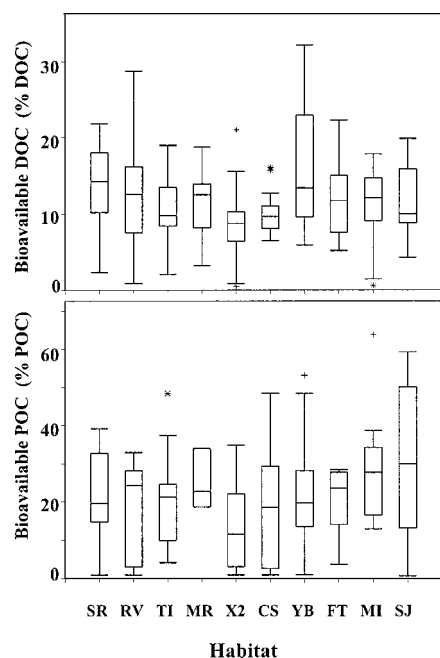 Bioavailable DOC (% DOC)
30
20
10
0
Bioavailable POC (% POC)
60
40
20
0
SR RV TI MR X2 CS YB FT MI SJ
Habitat